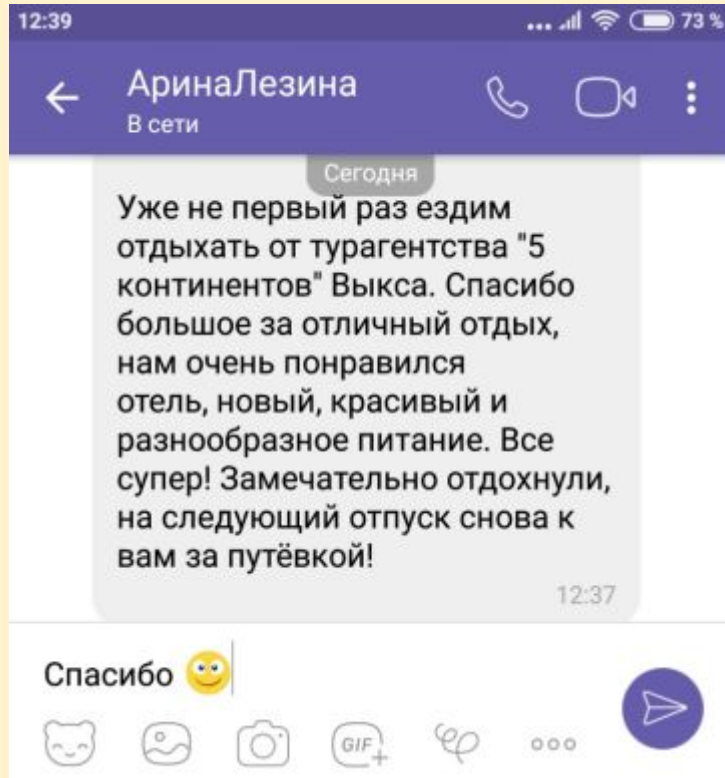 12:39
73 %
АринаЛезина
В сети
Сегодня
Уже не первый раз ездим
отдыхать от турагентства "5
континентов" Выкса. Спасибо
большое за отличный отдых,
нам очень понравился
отель, новый, красивый и
разнообразное питание. Все
супер! Замечательно отдохнули,
на следующий отпуск снова к
вам за путёвкой!
12:37
Спасибо
GIF